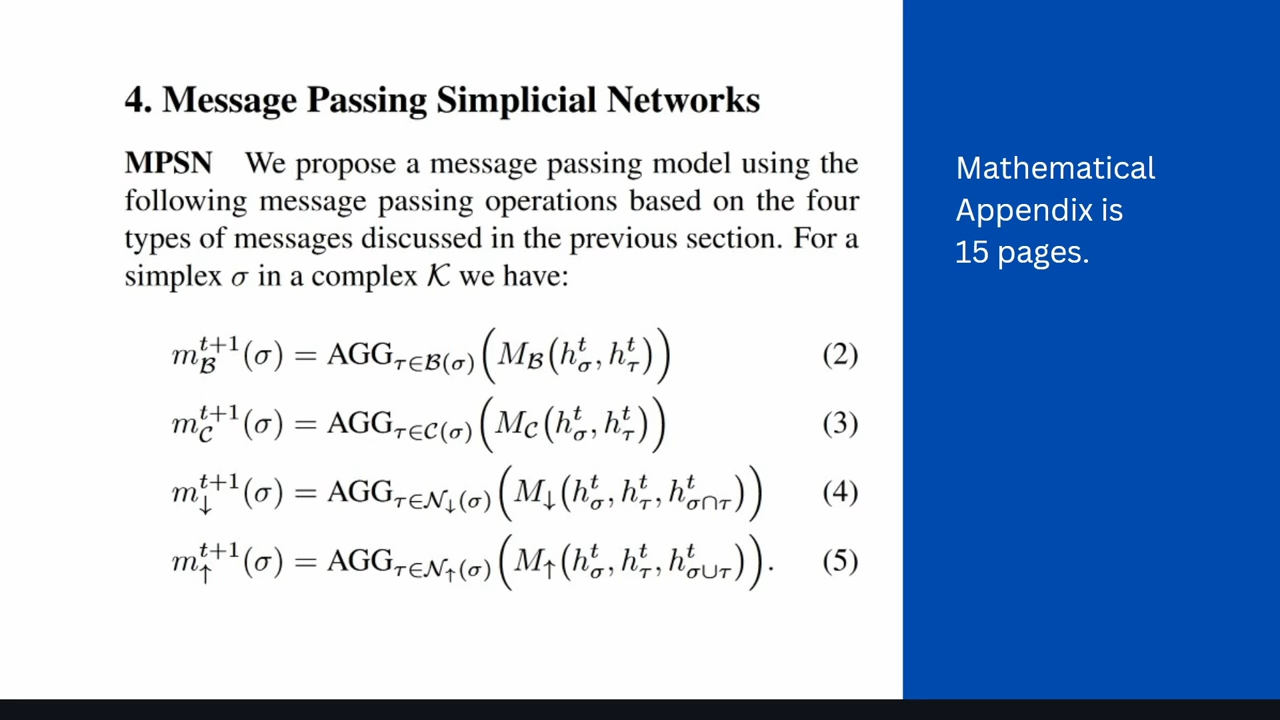 4. Message Passing Simplicial Networks
MPSN We propose a message passing model using the
following message passing operations based on the four
types of messages discussed in the previous section. For a
simplex σ in a complex 𝒦 we have:
m_ℬ^{t+1}(σ) = AGG_{τ∈ℬ(σ)}(M_ℬ(h_σ^t, h_τ^t)) (2)
m_𝒞^{t+1}(σ) = AGG_{τ∈𝒞(σ)}(M_𝒞(h_σ^t, h_τ^t)) (3)
m_↓^{t+1}(σ) = AGG_{τ∈𝒩_↓(σ)}(M_↓(h_σ^t, h_τ^t, h_{σ∩τ}^t)) (4)
m_↑^{t+1}(σ) = AGG_{τ∈𝒩_↑(σ)}(M_↑(h_σ^t, h_τ^t, h_{σ∪τ}^t)). (5)
Mathematical
Appendix is
15 pages.